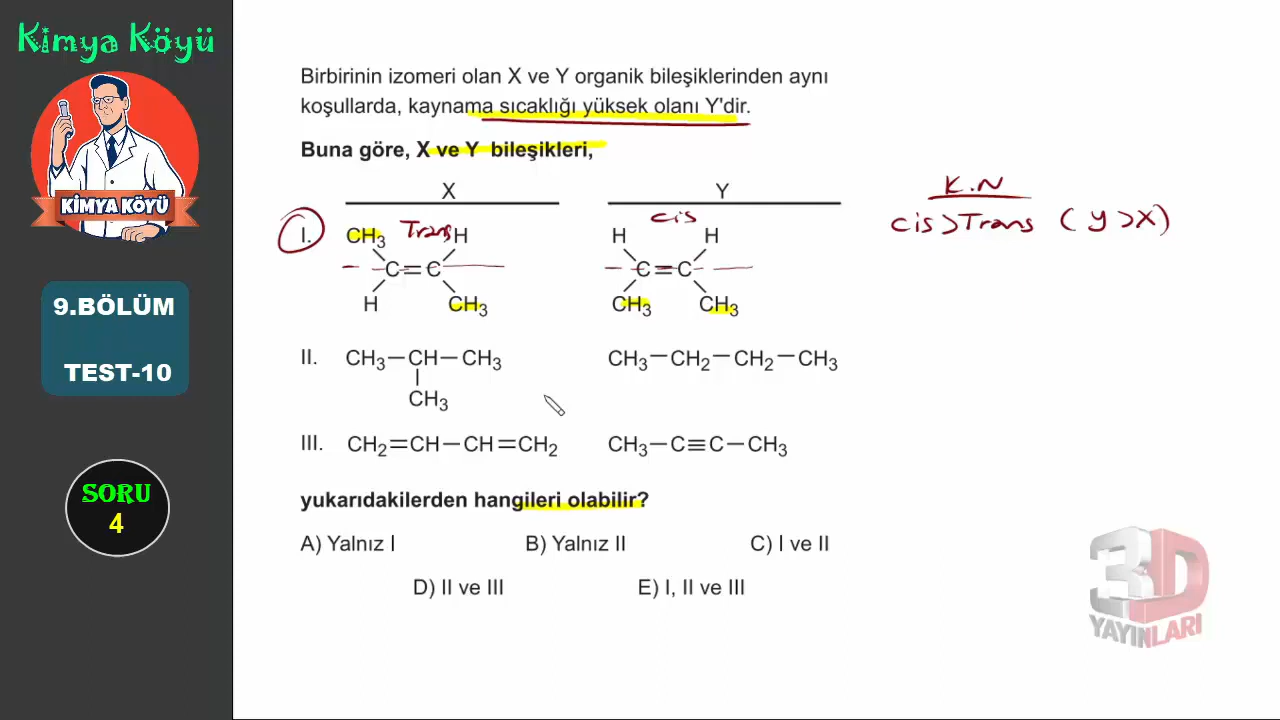 Kimya Köyü
KİMYA KÖYÜ
9.BÖLÜM
TEST-10
SORU
4
Birbirinin izomeri olan X ve Y organik bileşiklerinden aynı
koşullarda, kaynama sıcaklığı yüksek olanı Y'dir.
Buna göre, X ve Y bileşikleri,
X Y
K.N
cis>Trans (Y>X)
Trans cis
I. CH3 H H H
C=C C=C
H CH3 CH3 CH3
II. CH3—CH—CH3 CH3—CH2—CH2—CH3
CH3
III. CH2=CH—CH=CH2 CH3—C≡C—CH3
yukarıdakilerden hangileri olabilir?
A) Yalnız I B) Yalnız II C) I ve II
D) II ve III E) I, II ve III
3D
YAYINLARI